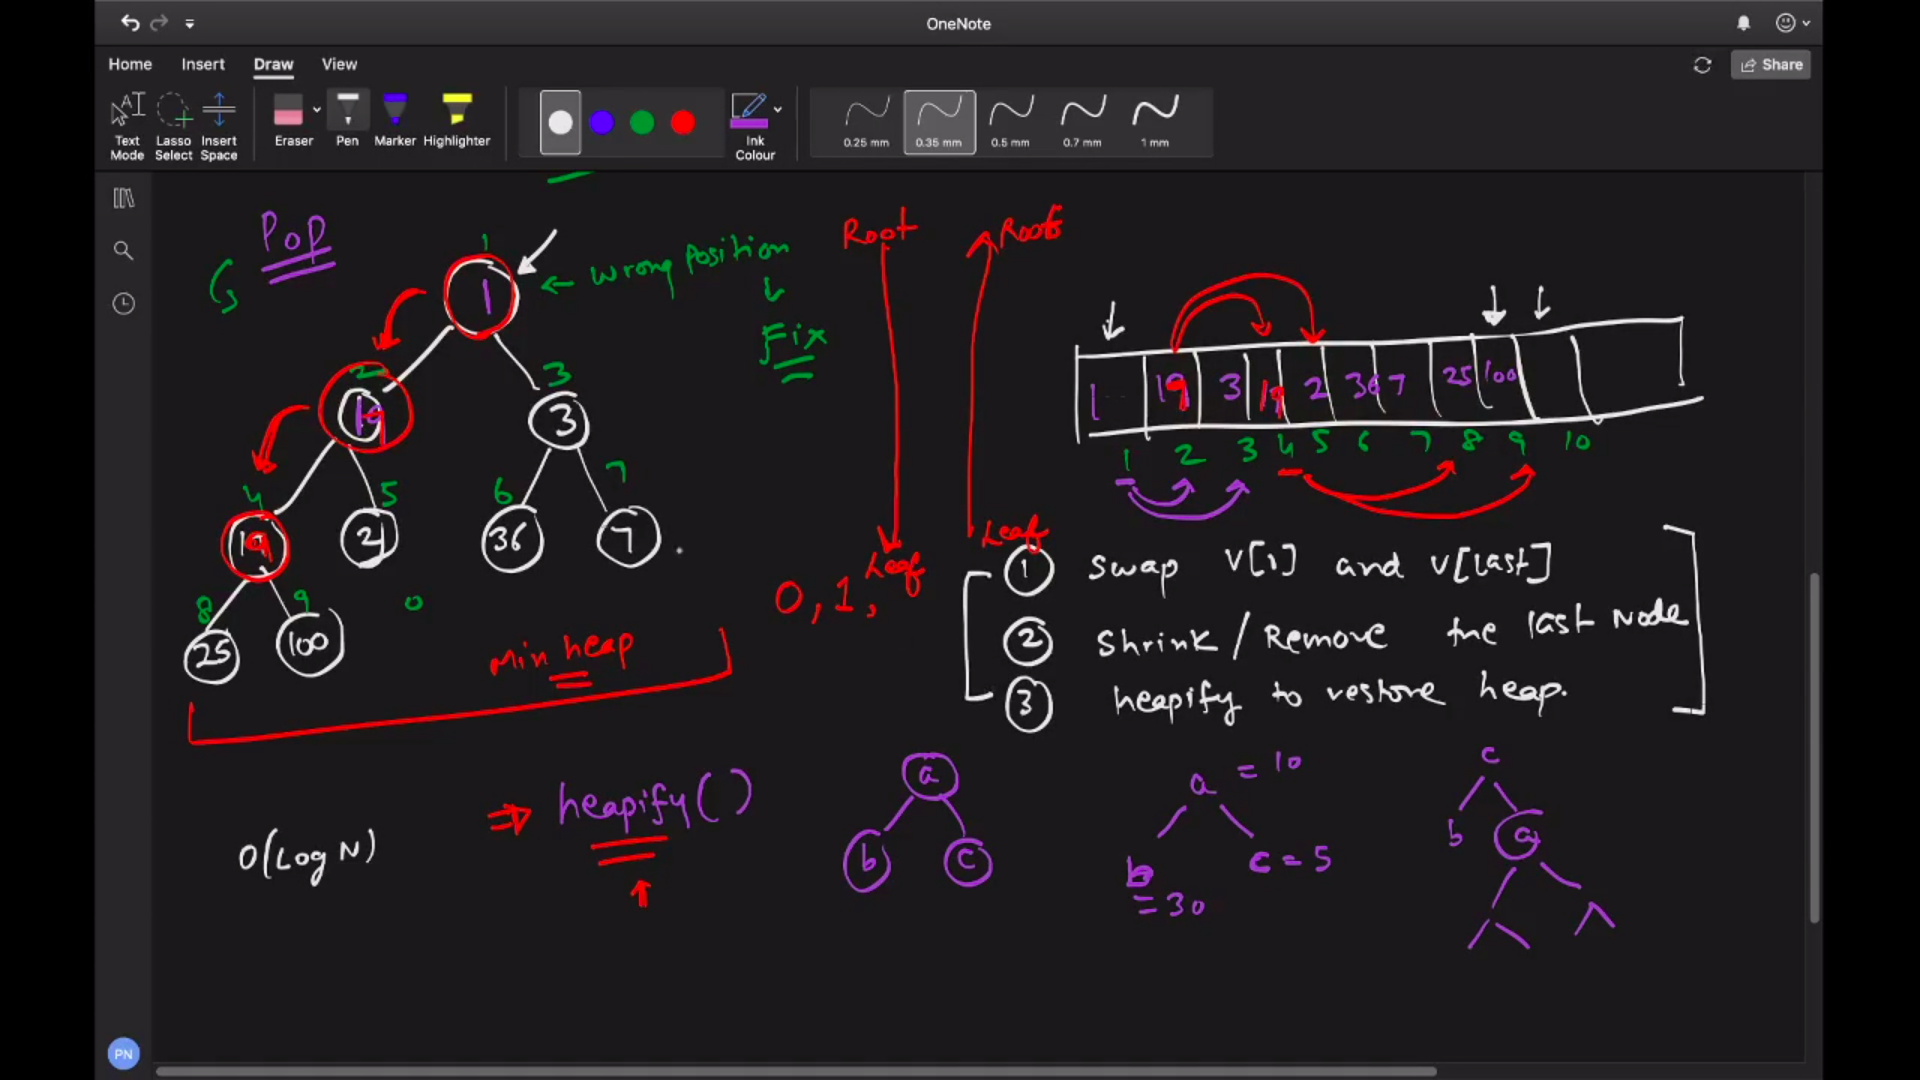 OneNote
Home Insert Draw View
Share
Text Mode
Lasso Select
Insert Space
Eraser
Pen
Marker
Highlighter
Ink Colour
0.25 mm
0.35 mm
0.5 mm
0.7 mm
1 mm
Pop
1
1
← Wrong Position
Fix
Root
Root
2
19
3
3
4
19
5
6
36
7
7
8
25
9
100
0
Min heap
Leaf
Leaf
0, 1,
1 19 3 19 2 36 7 25 100
1 2 3 4 5 6 7 8 9 10
1 swap V[1] and V[last]
2 Shrink / Remove the last Node
3 heapify to restore heap.
O(Log N)
⇒ heapify( )
a
b c
a = 10
b = 30
c = 5
c
b a
PN